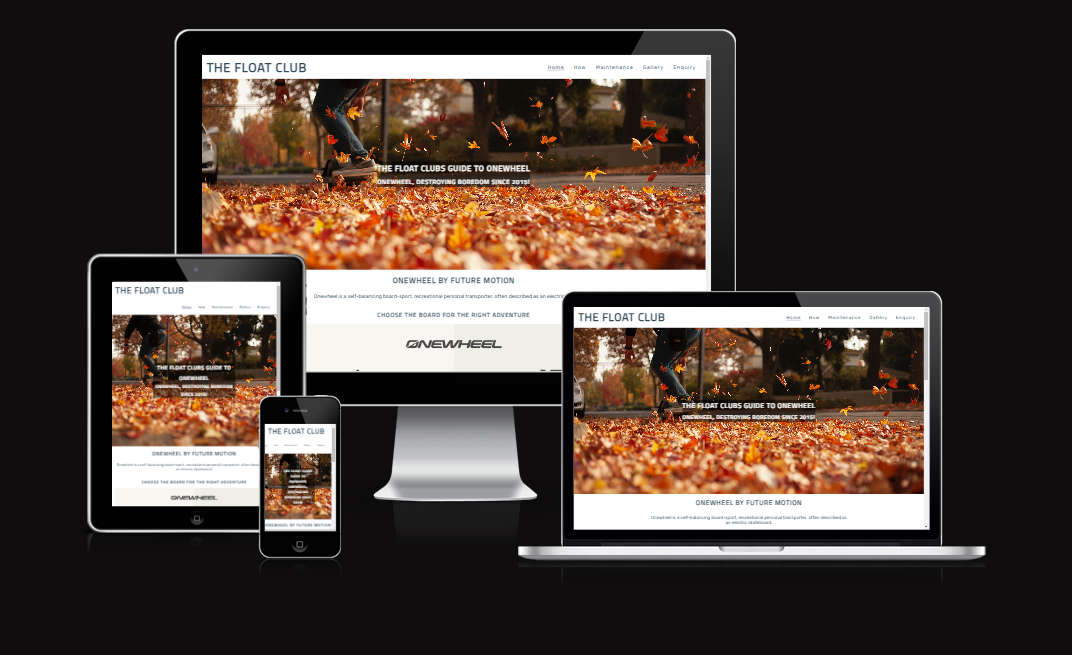 THE FLOAT CLUB
Home How Maintenance Gallery Enquiry
THE FLOAT CLUBS GUIDE TO ONEWHEEL
ONEWHEEL, DESTROYING BOREDOM SINCE 2015!
ONEWHEEL BY FUTURE MOTION
Onewheel is a self-balancing board-sport, recreational personal transporter, often described as an electric
CHOOSE THE BOARD FOR THE RIGHT ADVENTURE
ONEWHEEL
THE FLOAT CLUB
Home How Maintenance Gallery Enquiry
THE FLOAT CLUBS GUIDE TO
ONEWHEEL
ONEWHEEL, DESTROYING BOREDOM
SINCE 2015!
ONEWHEEL BY FUTURE MOTION
Onewheel is a self-balancing board-sport, recreational personal transporter, often
CHOOSE THE BOARD FOR THE RIGHT ADVENTURE
ONEWHEEL
THE FLOAT CLUB
THE FLOAT CLUBS
GUIDE TO
ONEWHEEL
ONEWHEEL,
DESTROYING
BOREDOM SINCE
2015!
ONEWHEEL BY FUTURE MOTION
THE FLOAT CLUB
Home How Maintenance Gallery Enquiry
THE FLOAT CLUBS GUIDE TO ONEWHEEL
ONEWHEEL, DESTROYING BOREDOM SINCE 2015!
ONEWHEEL BY FUTURE MOTION
Onewheel is a self-balancing board-sport, recreational personal transporter, often described as
an electric skateboard.